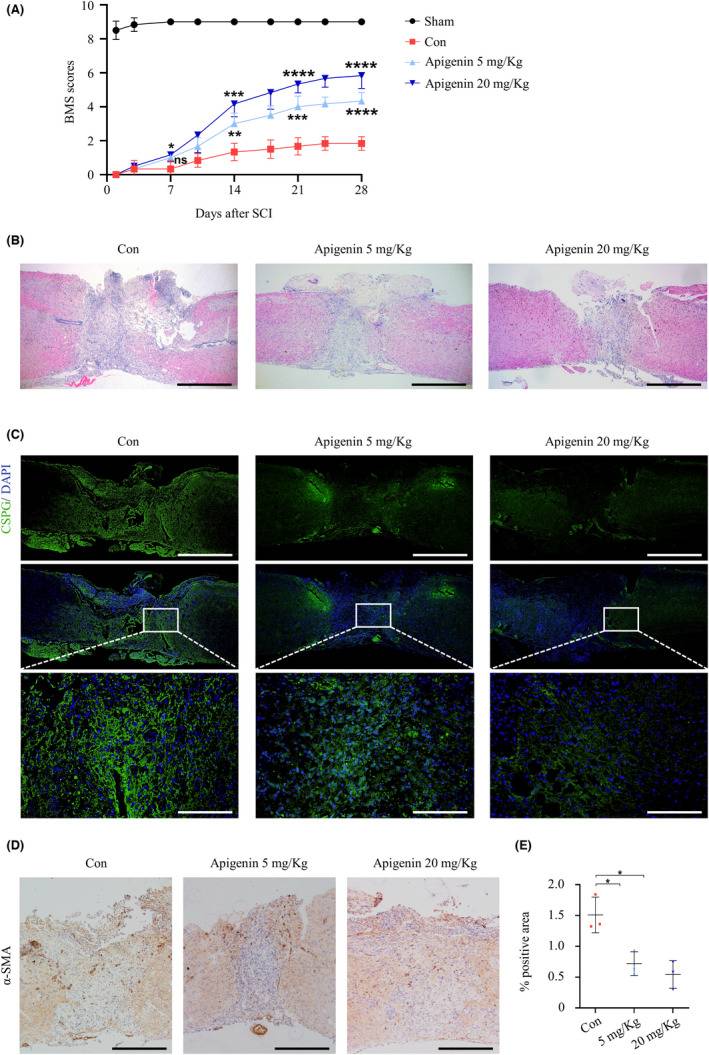 (A)
10
8
6
4
2
0
BMS scores
0
7
14
21
28
Days after SCI
*
ns
***
**
****
***
****
****
Sham
Con
Apigenin 5 mg/Kg
Apigenin 20 mg/Kg
(B)
Con
Apigenin 5 mg/Kg
Apigenin 20 mg/Kg
(C)
Con
Apigenin 5 mg/Kg
Apigenin 20 mg/Kg
CSPG/ DAPI
(D)
Con
Apigenin 5 mg/Kg
Apigenin 20 mg/Kg
α-SMA
(E)
*
*
2.0
1.5
1.0
0.5
0
% positive area
Con
5 mg/Kg
20 mg/Kg